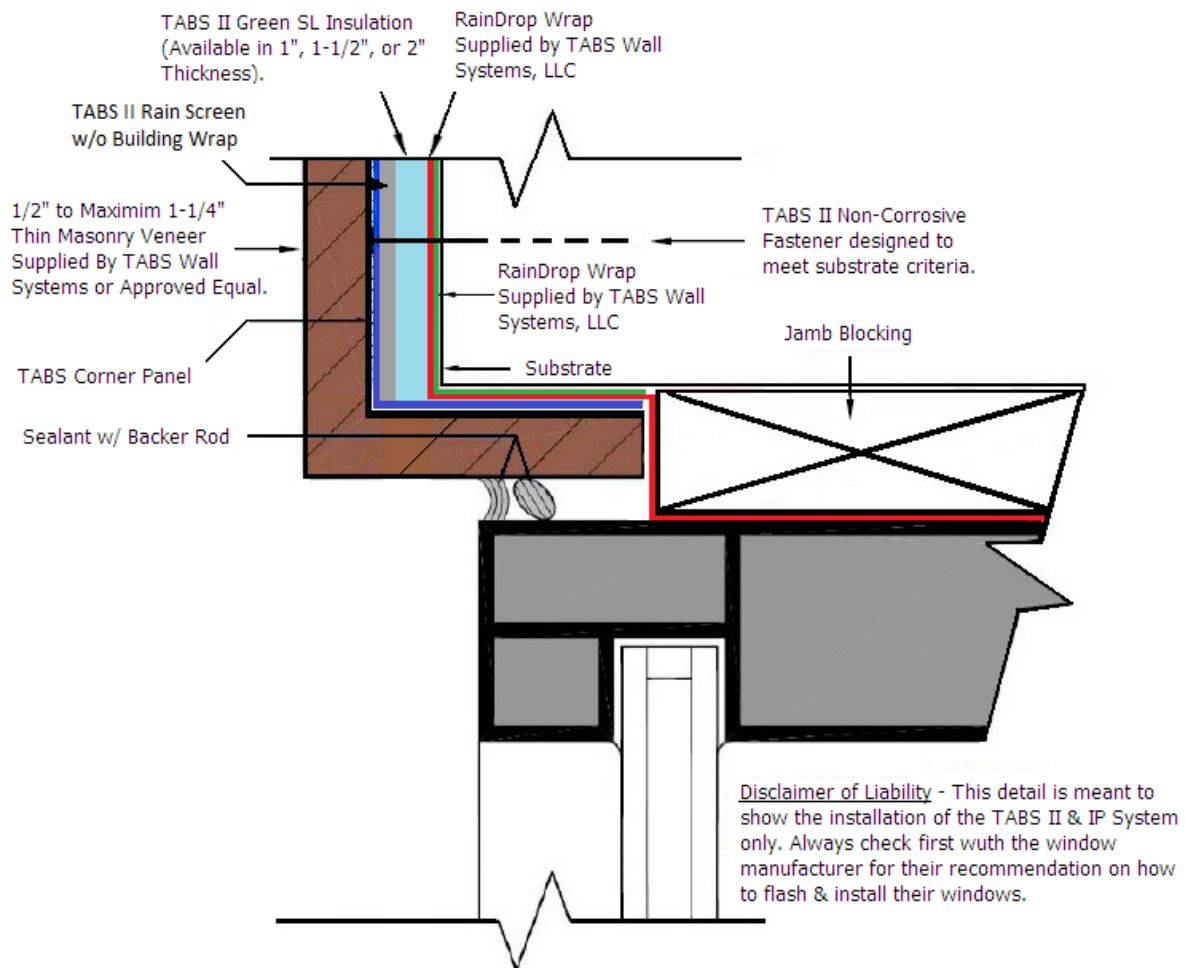 TABS II Green SL Insulation
(Available in 1", 1-1/2", or 2"
Thickness).
RainDrop Wrap
Supplied by TABS Wall
Systems, LLC
TABS II Rain Screen
w/o Building Wrap
1/2" to Maximim 1-1/4"
Thin Masonry Veneer
Supplied By TABS Wall
Systems or Approved Equal.
TABS II Non-Corrosive
Fastener designed to
meet substrate criteria.
RainDrop Wrap
Supplied by TABS Wall
Systems, LLC
Jamb Blocking
TABS Corner Panel
Substrate
Sealant w/ Backer Rod
Disclaimer of Liability - This detail is meant to
show the installation of the TABS II & IP System
only. Always check first wuth the window
manufacturer for their recommendation on how
to flash & install their windows.